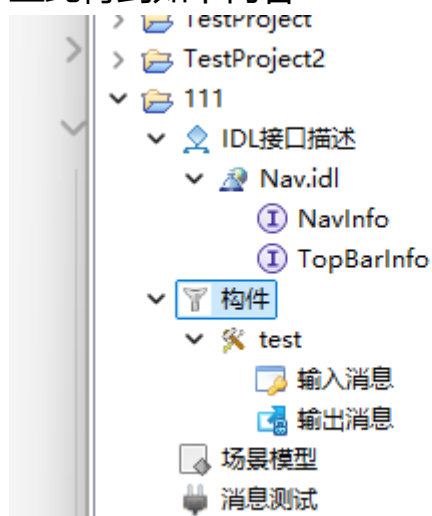 TestProject
TestProject2
111
IDL接口描述
Nav.idl
NavInfo
TopBarInfo
构件
test
输入消息
输出消息
场景模型
消息测试